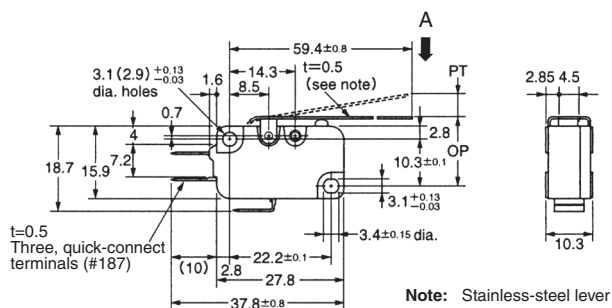 A
59.4±0.8
PT
3.1(2.9) +0.13 -0.03
dia. holes
1.6
14.3
t=0.5
(see note)
8.5
2.85 4.5
0.7
4
2.8
10.3±0.1
OP
7.2
18.7
15.9
3.1 +0.13 -0.03
t=0.5
Three, quick-connect
terminals (#187)
3.4±0.15 dia.
(10)
22.2±0.1
2.8
27.8
37.8±0.8
10.3
Note: Stainless-steel lever